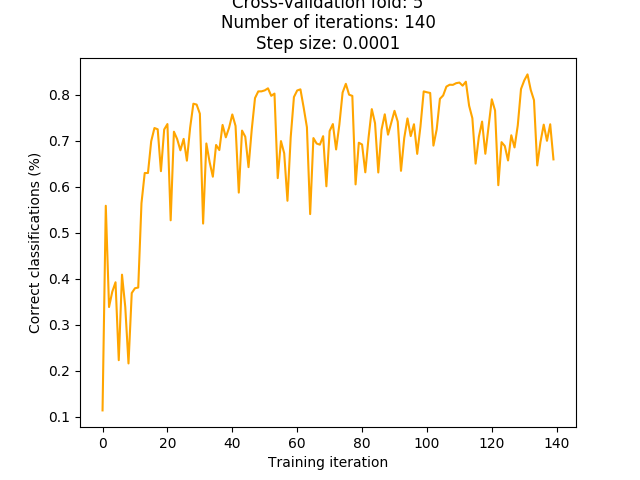 Cross-validation fold: 5
Number of iterations: 140
Step size: 0.0001
0.8
0.7
0.6
0.5
0.4
0.3
0.2
0.1
Correct classifications (%)
0 20 40 60 80 100 120 140
Training iteration